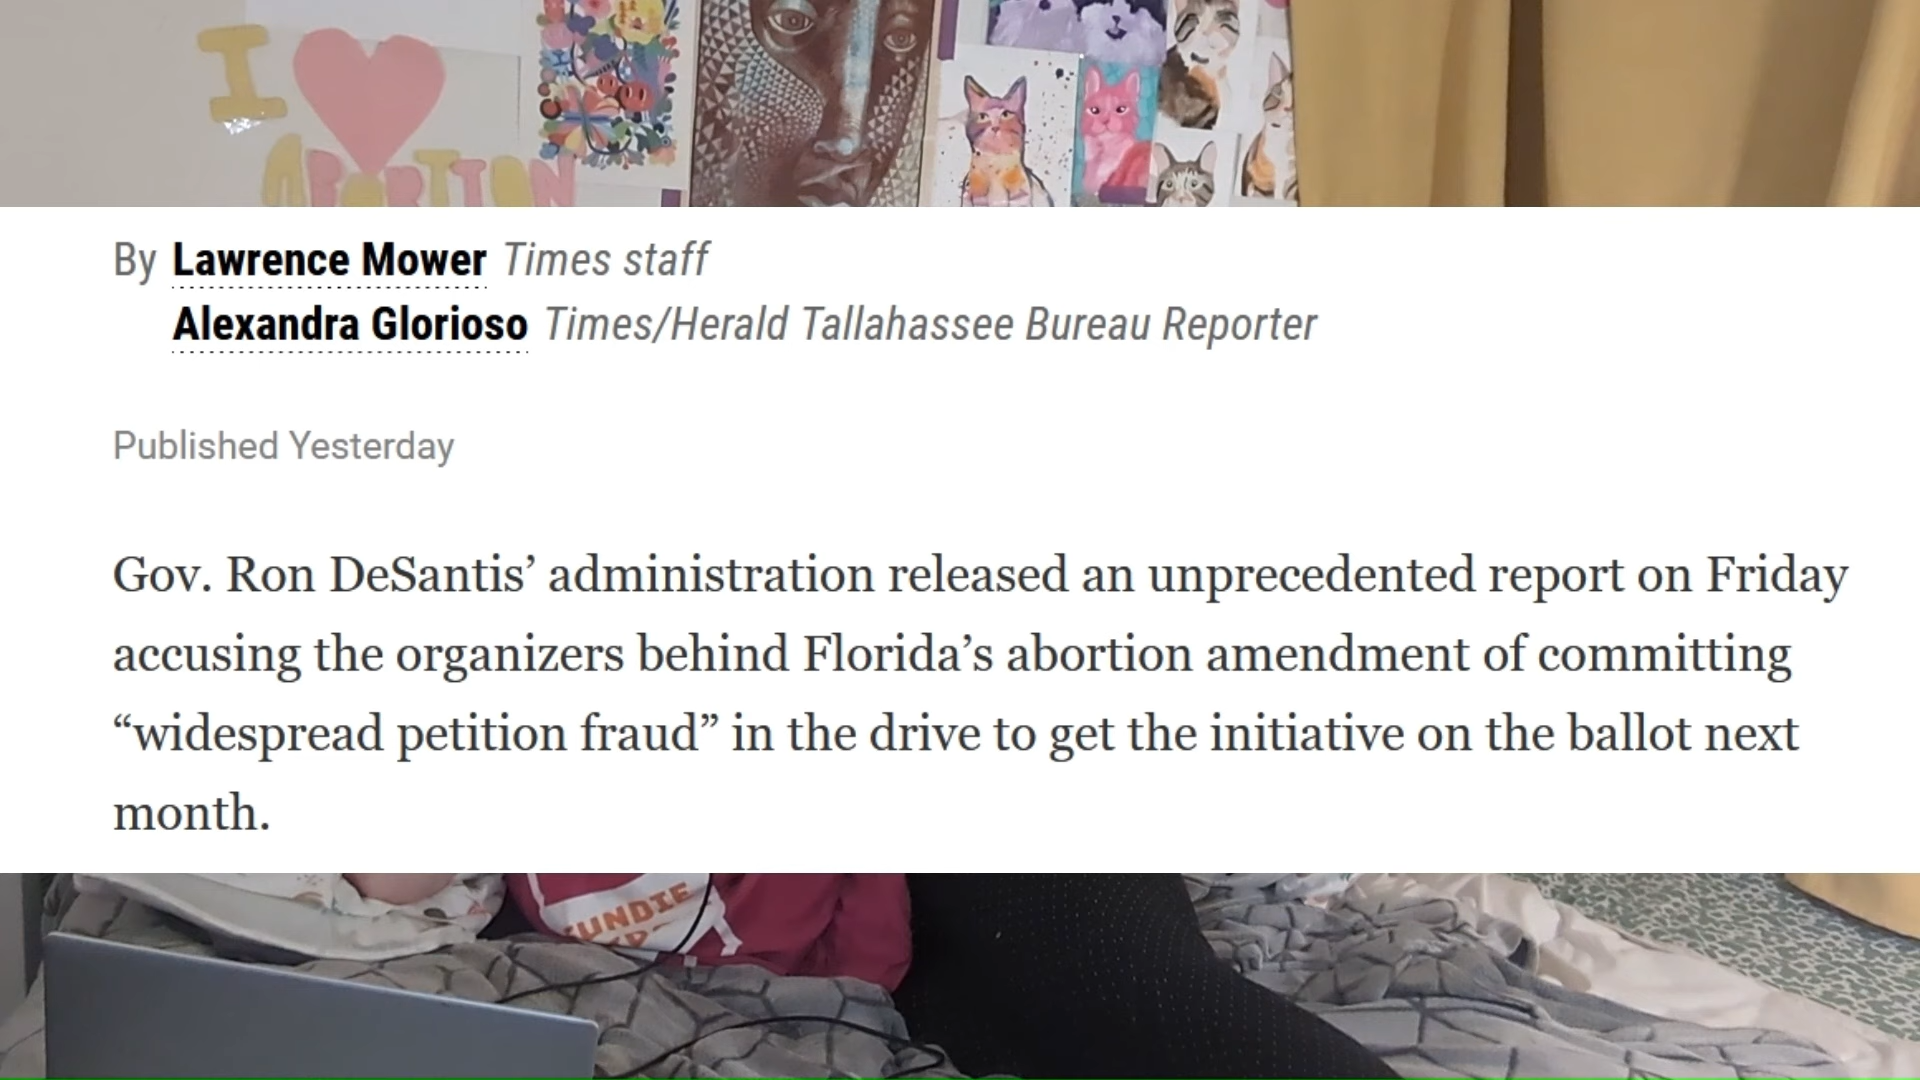 I
ABORTION
By Lawrence Mower Times staff
Alexandra Glorioso Times/Herald Tallahassee Bureau Reporter
Published Yesterday
Gov. Ron DeSantis’ administration released an unprecedented report on Friday
accusing the organizers behind Florida’s abortion amendment of committing
“widespread petition fraud” in the drive to get the initiative on the ballot next
month.
FUNDIE